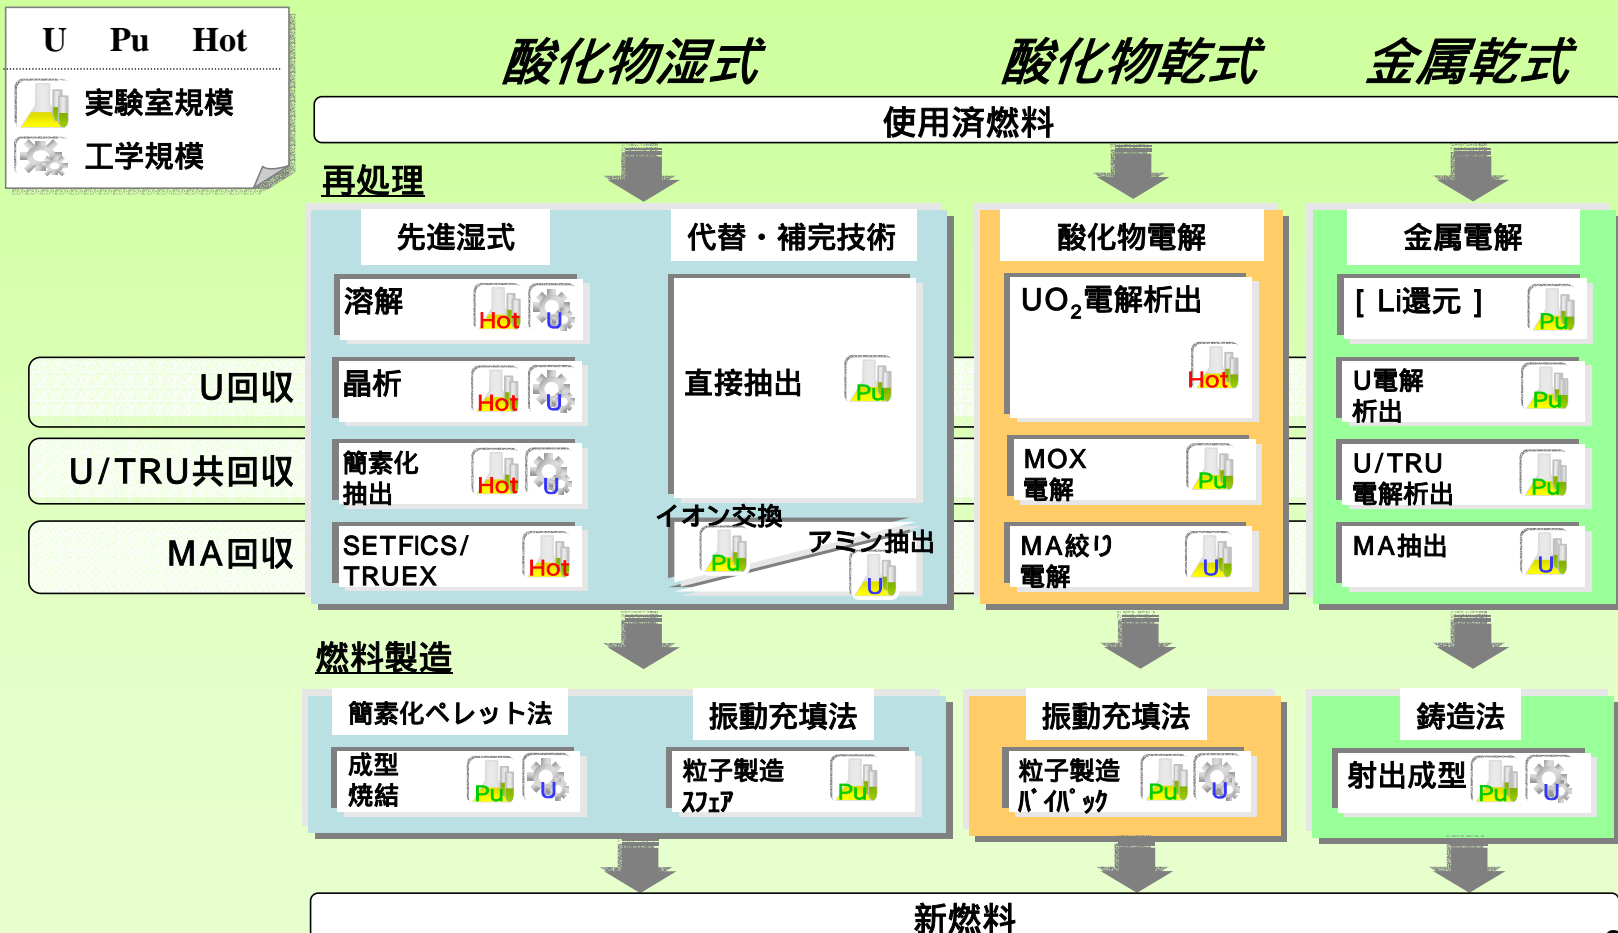 U Pu Hot
実験室規模
工学規模
酸化物湿式 酸化物乾式 金属乾式
使用済燃料
再処理
先進湿式 代替・補完技術 酸化物電解 金属電解
溶解 Hot U
UO2電解析出 Hot
[ Li還元 ] Pu
U回収
晶析 Hot U
直接抽出 Pu
U電解
析出 Pu
U/TRU共回収
簡素化
抽出 Hot U
MOX
電解 Pu
U/TRU
電解析出 Pu
MA回収
SETFICS/
TRUEX Hot
イオン交換 Pu
アミン抽出 U
MA絞り
電解 U
MA抽出 U
燃料製造
簡素化ペレット法 振動充填法 振動充填法 鋳造法
成型
焼結 Pu U
粒子製造
スフェア Pu
粒子製造
バイパック Pu U
射出成型 Pu U
新燃料